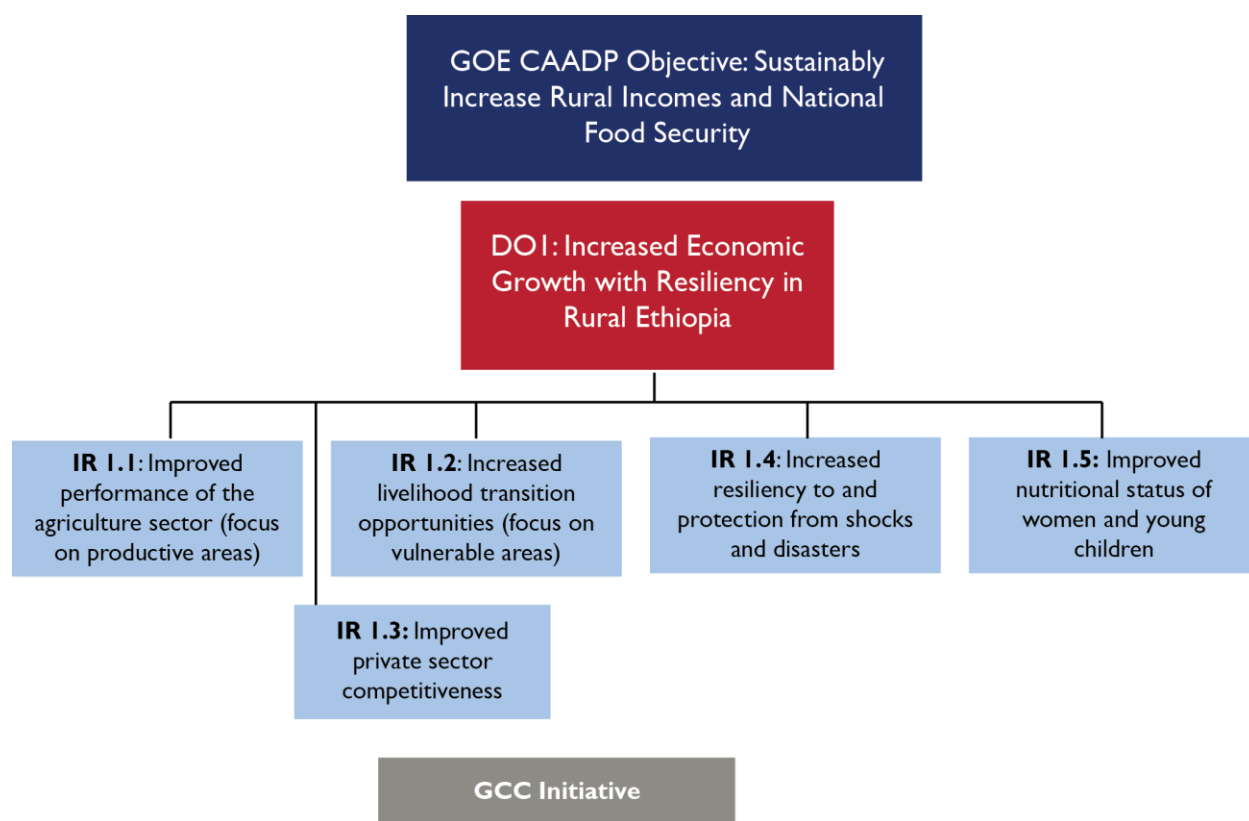 GOE CAADP Objective: Sustainably
Increase Rural Incomes and National
Food Security
DO1: Increased Economic
Growth with Resiliency in
Rural Ethiopia
IR 1.1: Improved
performance of the
agriculture sector (focus
on productive areas)
IR 1.2: Increased
livelihood transition
opportunities (focus on
vulnerable areas)
IR 1.4: Increased
resiliency to and
protection from shocks
and disasters
IR 1.5: Improved
nutritional status of
women and young
children
IR 1.3: Improved
private sector
competitiveness
GCC Initiative